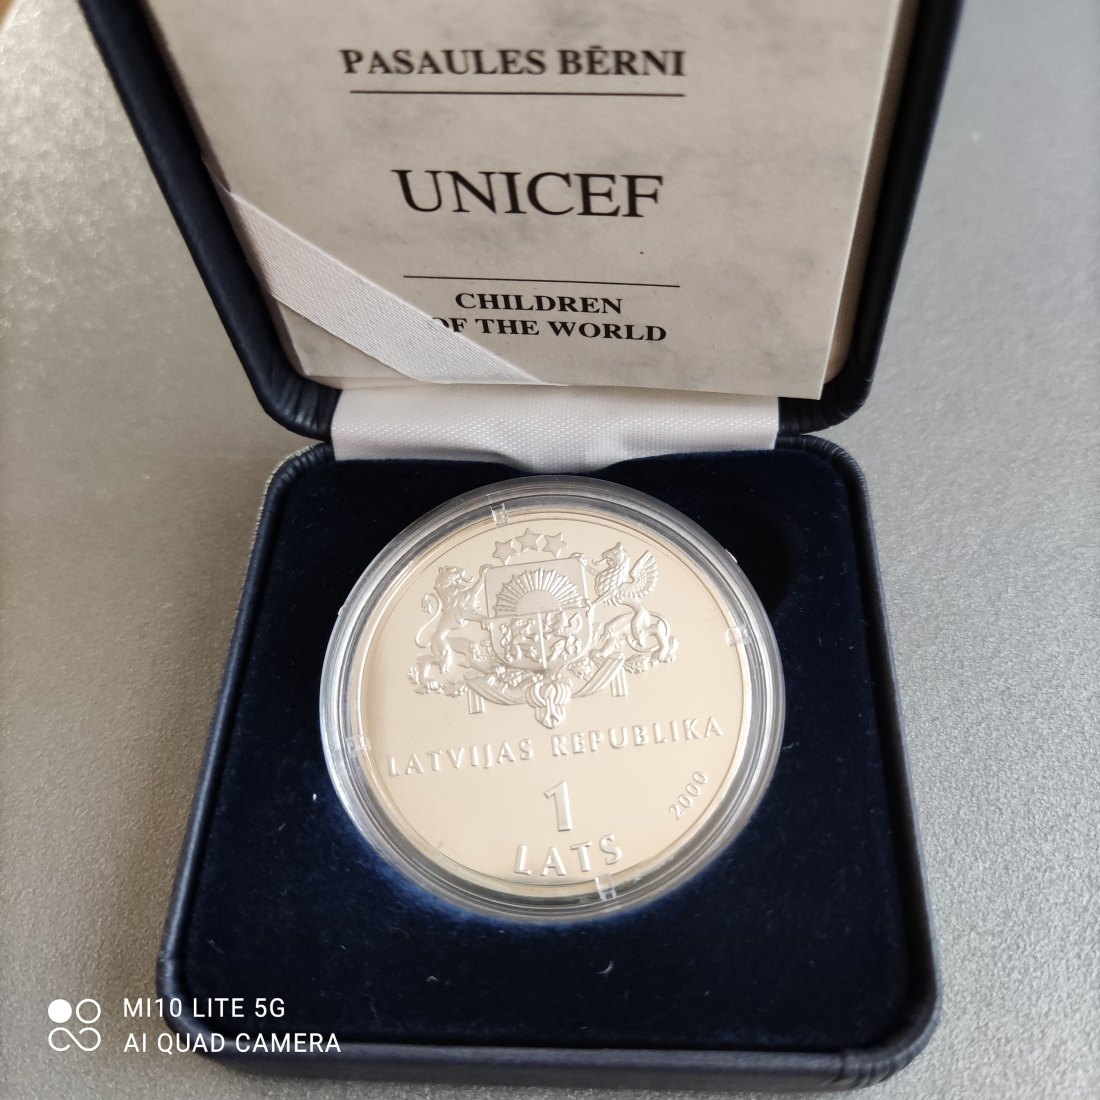 PASAULES BĒRNI
UNICEF
CHILDREN
OF THE WORLD
LATVIJAS REPUBLIKA
1
2000
LATS
MI10 LITE 5G
AI QUAD CAMERA